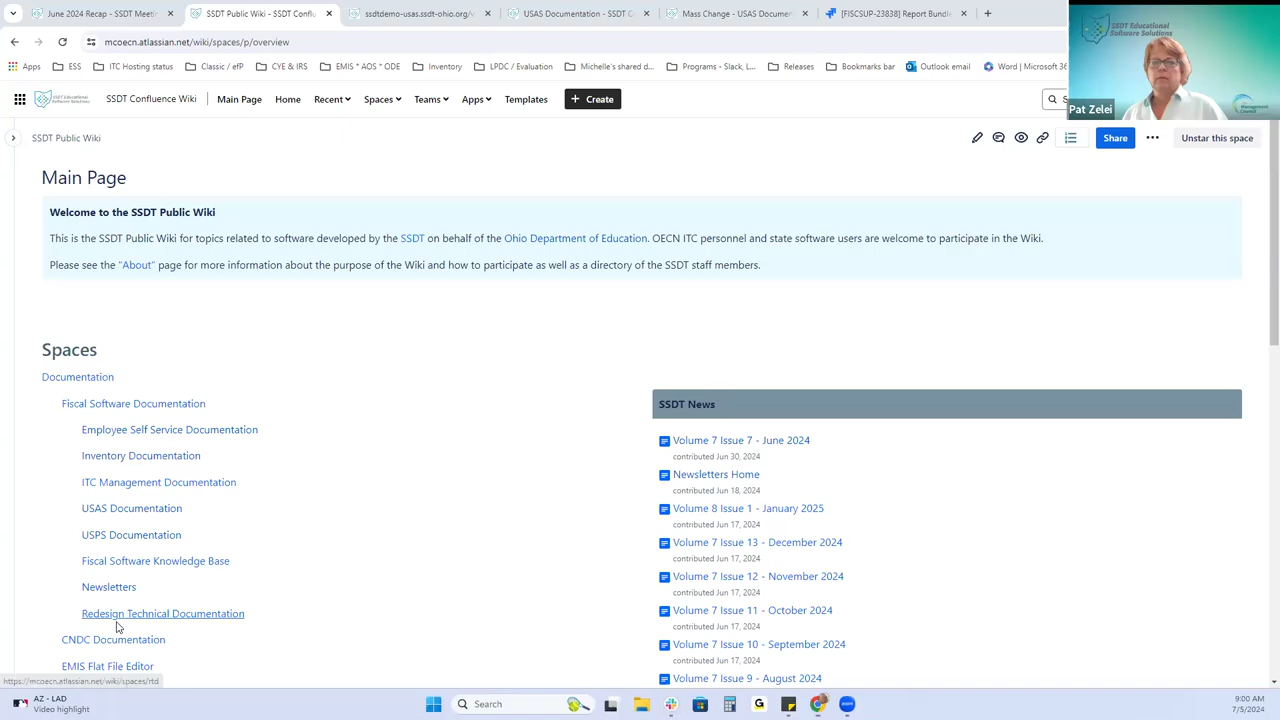 June 2024 Recap - SSDT Meeti
SSDT Public Wiki - SSDT Conflu
sttdemo-usas.ssdt-ohio.org
USAS Documentation - SSDT C
Mass Change - USAS Documen
[FISCSUP-23838] Report Bundle
mcoecn.atlassian.net/wiki/spaces/p/overview
Apps
ESS
ITC Hosting status
Classic / efP
CYE & IRS
EMIS * AOS * ODE
Inventory
LPDC / Evaluation
Michelle's shared d...
Programs - Slack, L...
Releases
Bookmarks bar
Outlook email
Word | Microsoft 36
SSDT Educational
Software Solutions
Management
Council
Pat Zelei
SSDT Confluence Wiki
Main Page
Home
Recent
Spaces
Teams
Apps
Templates
Create
SSDT Public Wiki
Share
Unstar this space
Main Page
Welcome to the SSDT Public Wiki
This is the SSDT Public Wiki for topics related to software developed by the SSDT on behalf of the Ohio Department of Education. OECN ITC personnel and state software users are welcome to participate in the Wiki.
Please see the "About" page for more information about the purpose of the Wiki and how to participate as well as a directory of the SSDT staff members.
Spaces
Documentation
Fiscal Software Documentation
Employee Self Service Documentation
Inventory Documentation
ITC Management Documentation
USAS Documentation
USPS Documentation
Fiscal Software Knowledge Base
Newsletters
Redesign Technical Documentation
CNDC Documentation
EMIS Flat File Editor
SSDT News
Volume 7 Issue 7 - June 2024
contributed Jun 30, 2024
Newsletters Home
contributed Jun 18, 2024
Volume 8 Issue 1 - January 2025
contributed Jun 17, 2024
Volume 7 Issue 13 - December 2024
contributed Jun 17, 2024
Volume 7 Issue 12 - November 2024
contributed Jun 17, 2024
Volume 7 Issue 11 - October 2024
contributed Jun 17, 2024
Volume 7 Issue 10 - September 2024
contributed Jun 17, 2024
Volume 7 Issue 9 - August 2024
https://mcoecn.atlassian.net/wiki/spaces/rtd
AZ - LAD
Video highlight
Search
9:00 AM
7/5/2024